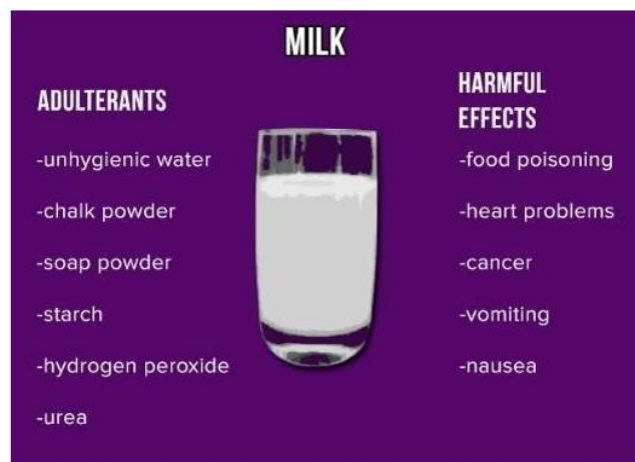 MILK
ADULTERANTS
-unhygienic water
-chalk powder
-soap powder
-starch
-hydrogen peroxide
-urea
HARMFUL
EFFECTS
-food poisoning
-heart problems
-cancer
-vomiting
-nausea